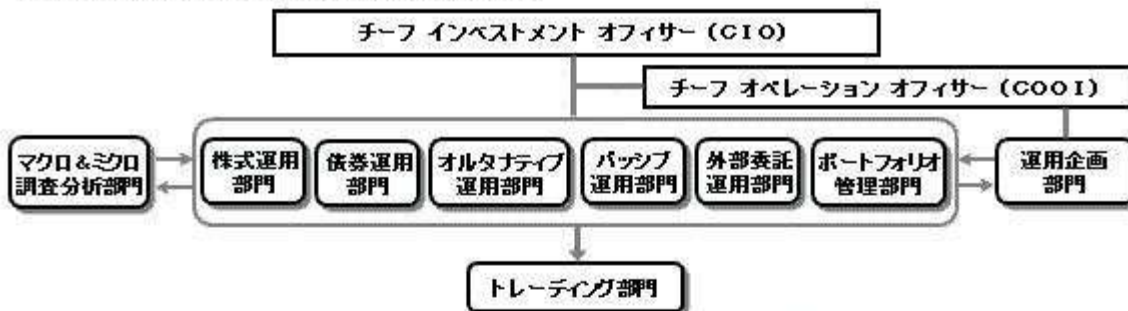 チーフ インベストメント オフィサー (CIO)
チーフ オペレーション オフィサー (COOI)
マクロ&ミクロ
調査分析部門
株式運用
部門
債券運用
部門
オルタナティブ
運用部門
パッシブ
運用部門
外部委託
運用部門
ポートフォリオ
管理部門
運用企画
部門
トレーディング部門